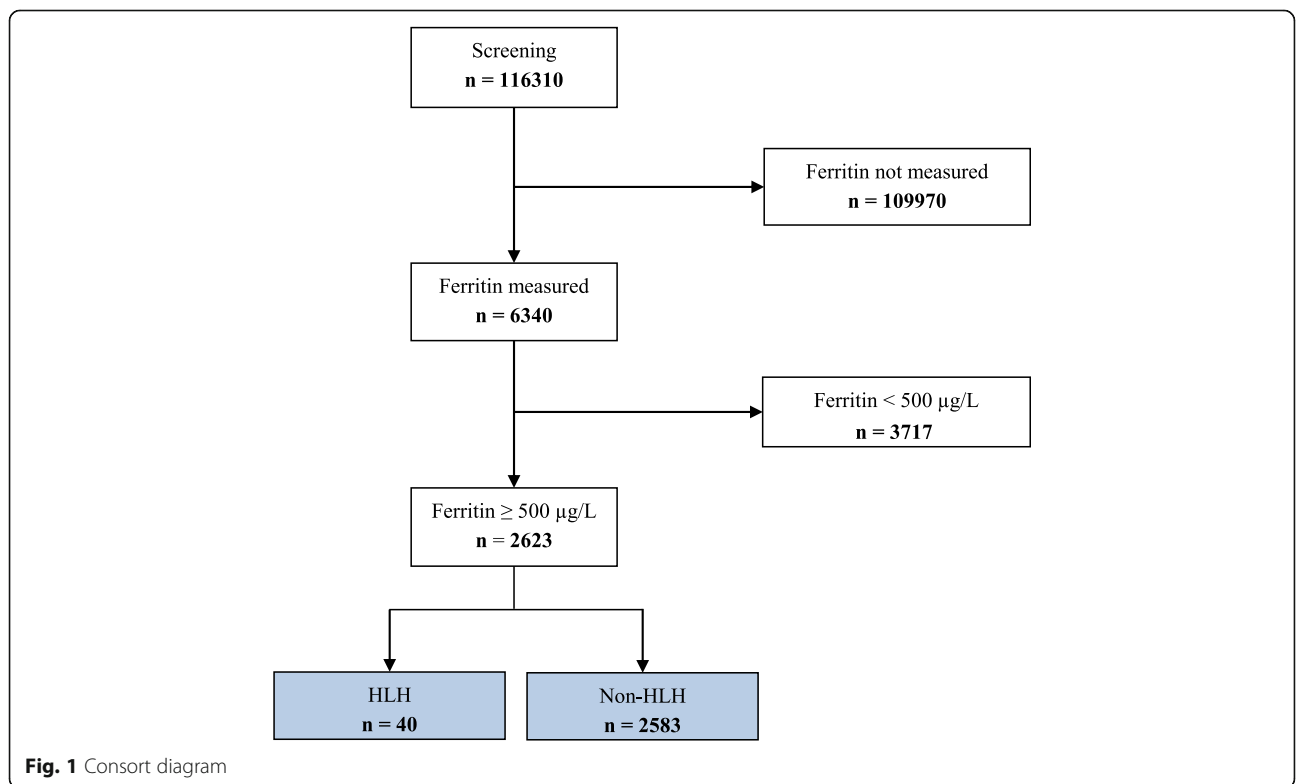 Screening
n = 116310
Ferritin not measured
n = 109970
Ferritin measured
n = 6340
Ferritin < 500 µg/L
n = 3717
Ferritin ≥ 500 µg/L
n = 2623
HLH
n = 40
Non-HLH
n = 2583
Fig. 1 Consort diagram